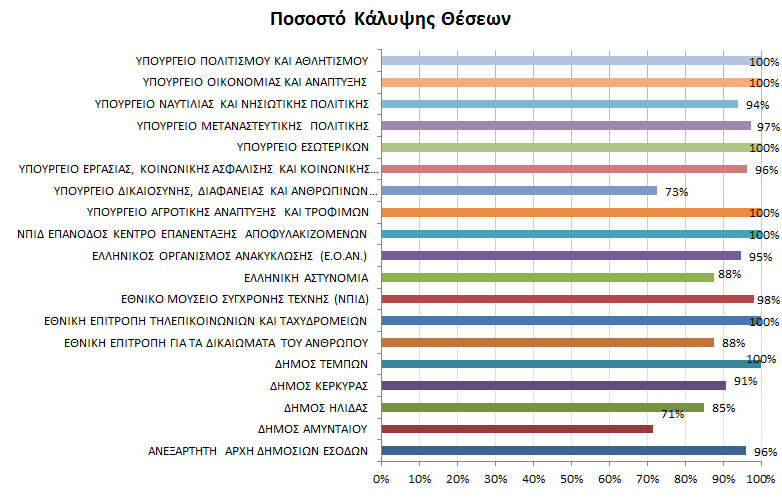 Ποσοστό Κάλυψης Θέσεων
ΥΠΟΥΡΓΕΙΟ ΠΟΛΙΤΙΣΜΟΥ ΚΑΙ ΑΘΛΗΤΙΣΜΟΥ 100%
ΥΠΟΥΡΓΕΙΟ ΟΙΚΟΝΟΜΙΑΣ ΚΑΙ ΑΝΑΠΤΥΞΗΣ 100%
ΥΠΟΥΡΓΕΙΟ ΝΑΥΤΙΛΙΑΣ ΚΑΙ ΝΗΣΙΩΤΙΚΗΣ ΠΟΛΙΤΙΚΗΣ 94%
ΥΠΟΥΡΓΕΙΟ ΜΕΤΑΝΑΣΤΕΥΤΙΚΗΣ ΠΟΛΙΤΙΚΗΣ 97%
ΥΠΟΥΡΓΕΙΟ ΕΣΩΤΕΡΙΚΩΝ 100%
ΥΠΟΥΡΓΕΙΟ ΕΡΓΑΣΙΑΣ, ΚΟΙΝΩΝΙΚΗΣ ΑΣΦΑΛΙΣΗΣ ΚΑΙ ΚΟΙΝΩΝΙΚΗΣ... 96%
ΥΠΟΥΡΓΕΙΟ ΔΙΚΑΙΟΣΥΝΗΣ, ΔΙΑΦΑΝΕΙΑΣ ΚΑΙ ΑΝΘΡΩΠΙΝΩΝ... 73%
ΥΠΟΥΡΓΕΙΟ ΑΓΡΟΤΙΚΗΣ ΑΝΑΠΤΥΞΗΣ ΚΑΙ ΤΡΟΦΙΜΩΝ 100%
ΝΠΙΔ ΕΠΑΝΟΔΟΣ ΚΕΝΤΡΟ ΕΠΑΝΕΝΤΑΞΗΣ ΑΠΟΦΥΛΑΚΙΖΟΜΕΝΩΝ 100%
ΕΛΛΗΝΙΚΟΣ ΟΡΓΑΝΙΣΜΟΣ ΑΝΑΚΥΚΛΩΣΗΣ (Ε.Ο.ΑΝ.) 95%
ΕΛΛΗΝΙΚΗ ΑΣΤΥΝΟΜΙΑ 88%
ΕΘΝΙΚΟ ΜΟΥΣΕΙΟ ΣΥΓΧΡΟΝΗΣ ΤΕΧΝΗΣ (ΝΠΙΔ) 98%
ΕΘΝΙΚΗ ΕΠΙΤΡΟΠΗ ΤΗΛΕΠΙΚΟΙΝΩΝΙΩΝ ΚΑΙ ΤΑΧΥΔΡΟΜΕΙΩΝ 100%
ΕΘΝΙΚΗ ΕΠΙΤΡΟΠΗ ΓΙΑ ΤΑ ΔΙΚΑΙΩΜΑΤΑ ΤΟΥ ΑΝΘΡΩΠΟΥ 88%
ΔΗΜΟΣ ΤΕΜΠΩΝ 100%
ΔΗΜΟΣ ΚΕΡΚΥΡΑΣ 91%
ΔΗΜΟΣ ΗΛΙΔΑΣ 85%
ΔΗΜΟΣ ΑΜΥΝΤΑΙΟΥ 71%
ΑΝΕΞΑΡΤΗΤΗ ΑΡΧΗ ΔΗΜΟΣΙΩΝ ΕΣΟΔΩΝ 96%
0% 10% 20% 30% 40% 50% 60% 70% 80% 90% 100%